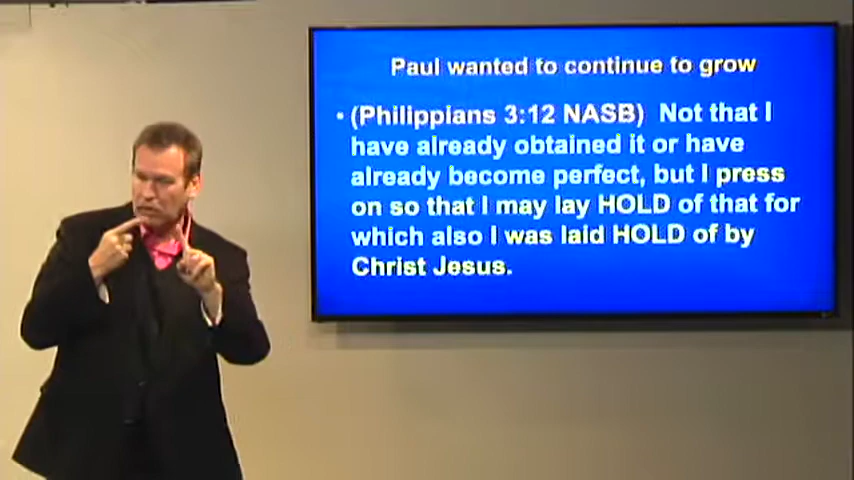 Paul wanted to continue to grow
• (Philippians 3:12 NASB) Not that I
have already obtained it or have
already become perfect, but I press
on so that I may lay HOLD of that for
which also I was laid HOLD of by
Christ Jesus.